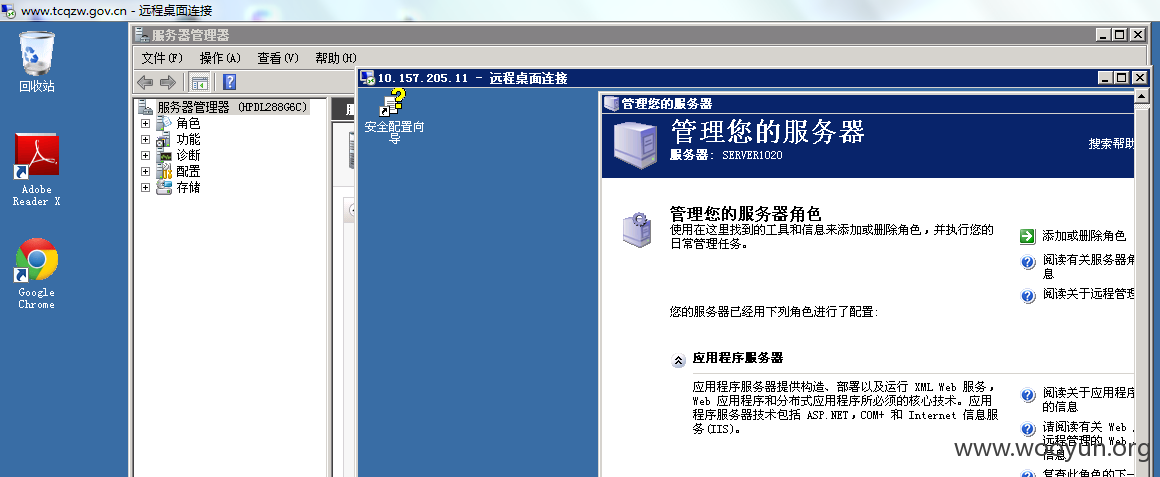 www.tcqzw.gov.cn - 远程桌面连接
回收站
Adobe
Reader X
Google
Chrome
服务器管理器
文件(F) 操作(A) 查看(V) 帮助(H)
服务器管理器 (HPDL288G6C)
角色
功能
诊断
配置
存储
10.157.205.11 - 远程桌面连接
安全配置向
导
管理您的服务器
管理您的服务器
服务器: SERVER1020
搜索帮助
管理您的服务器角色
使用在这里找到的工具和信息来添加或删除角色,并执行您的
日常管理任务。
添加或删除角色
阅读有关服务器角
息
阅读关于远程管理
您的服务器已经用下列角色进行了配置:
应用程序服务器
应用程序服务器提供构造、部署以及运行 XML Web 服务,
Web 应用程序和分布式应用程序所必须的核心技术。应用
程序服务器技术包括 ASP.NET,COM+ 和 Internet 信息服
务(IIS)。
阅读关于应用程序
的信息
请阅读有关 Web
远程管理的 Web
信息
复查此角色的下一
www.wooyun.org